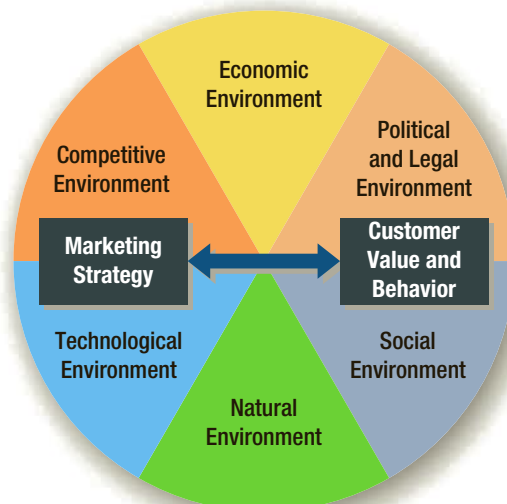 Economic
Environment
Political
and Legal
Environment
Competitive
Environment
Marketing
Strategy
Customer
Value and
Behavior
Technological
Environment
Social
Environment
Natural
Environment